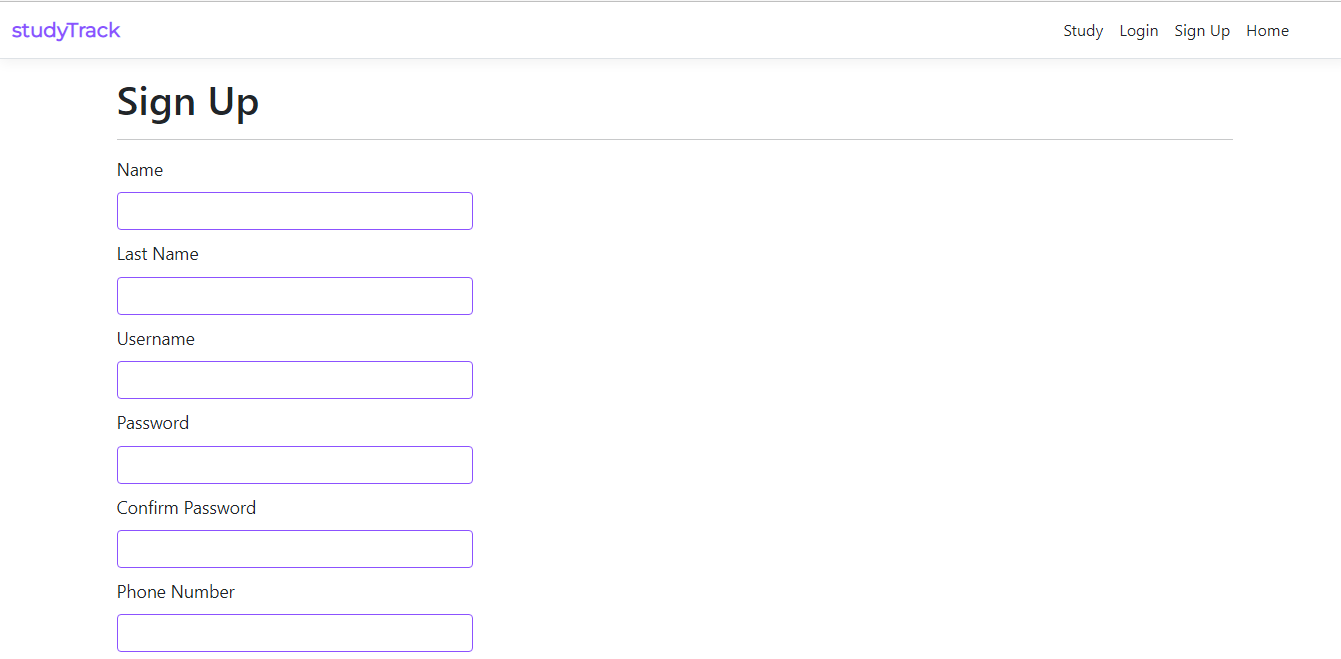 studyTrack Study Login Sign Up Home
Sign Up
Name
Last Name
Username
Password
Confirm Password
Phone Number